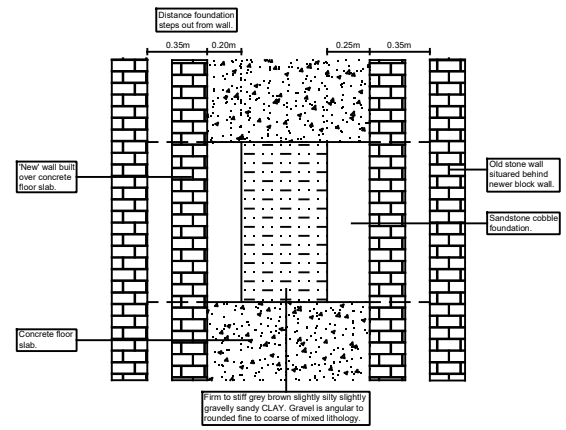 Distance foundation
steps out from wall.
0.35m 0.20m 0.25m 0.35m
'New' wall built
over concrete
floor slab.
Old stone wall
situared behind
newer block wall.
Sandstone cobble
foundation.
Concrete floor
slab.
Firm to stiff grey brown slightly silty slightly
gravelly sandy CLAY. Gravel is angular to
rounded fine to coarse of mixed lithology.